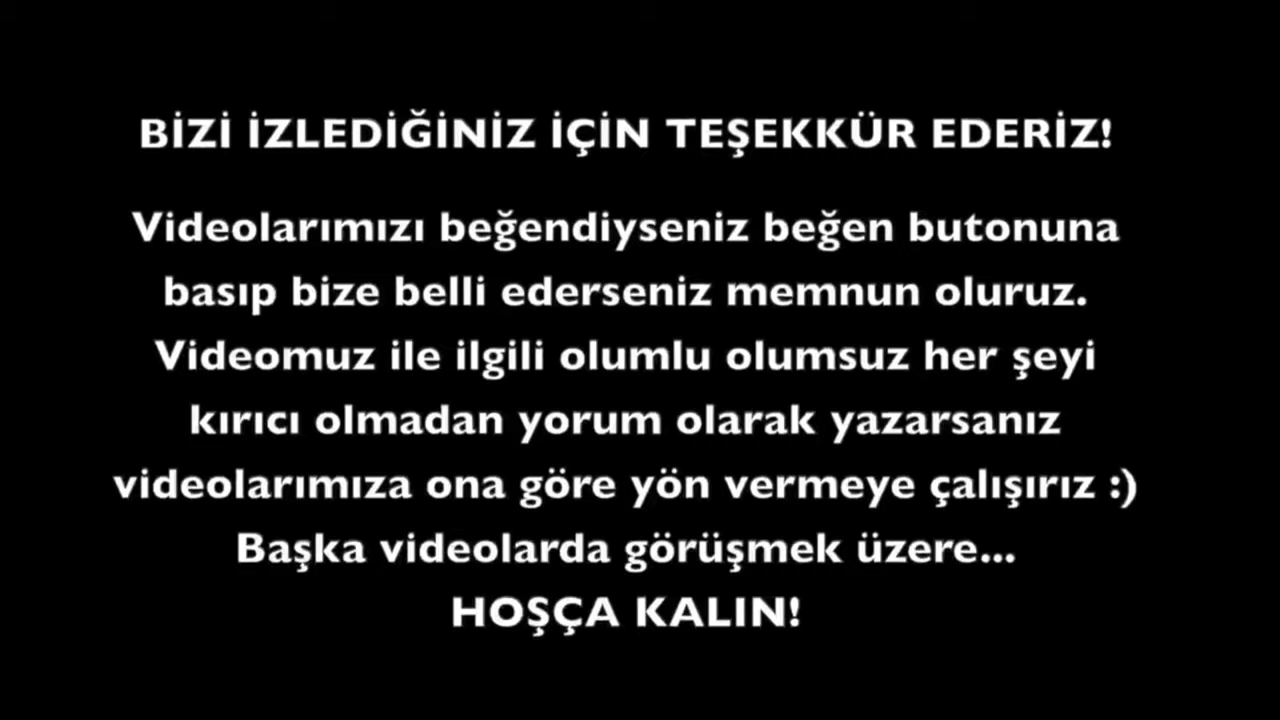 BİZİ İZLEDİĞİNİZ İÇİN TEŞEKKÜR EDERİZ!
Videolarımızı beğendiyseniz beğen butonuna
basıp bize belli ederseniz memnun oluruz.
Videomuz ile ilgili olumlu olumsuz her şeyi
kırıcı olmadan yorum olarak yazarsanız
videolarımıza ona göre yön vermeye çalışırız :)
Başka videolarda görüşmek üzere...
HOŞÇA KALIN!